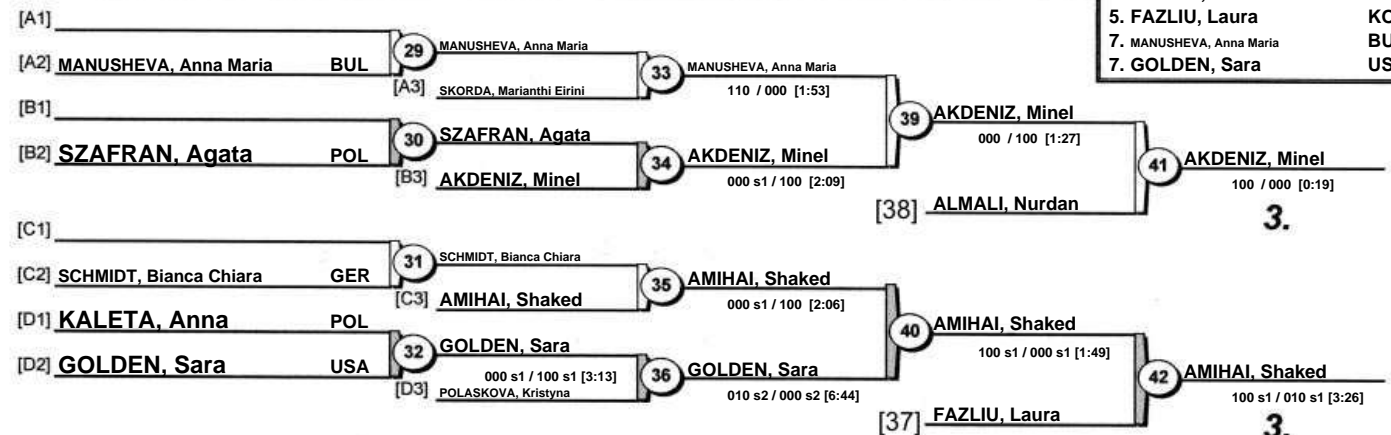 5. FAZLIU, Laura
7. MANUSHEVA, Anna Maria
7. GOLDEN, Sara
[A1]
[A2] MANUSHEVA, Anna Maria BUL
29
MANUSHEVA, Anna Maria
[A3] SKORDA, Marianthi Eirini
33
MANUSHEVA, Anna Maria
110 / 000 [1:53]
[B1]
[B2] SZAFRAN, Agata POL
30
SZAFRAN, Agata
[B3] AKDENIZ, Minel
34
AKDENIZ, Minel
000 s1 / 100 [2:09]
39
AKDENIZ, Minel
000 / 100 [1:27]
[38] ALMALI, Nurdan
41
AKDENIZ, Minel
100 / 000 [0:19]
3.
[C1]
[C2] SCHMIDT, Bianca Chiara GER
31
SCHMIDT, Bianca Chiara
[C3] AMIHAI, Shaked
35
AMIHAI, Shaked
000 s1 / 100 [2:06]
[D1] KALETA, Anna POL
[D2] GOLDEN, Sara USA
32
GOLDEN, Sara
000 s1 / 100 s1 [3:13]
[D3] POLASKOVA, Kristyna
36
GOLDEN, Sara
010 s2 / 000 s2 [6:44]
40
AMIHAI, Shaked
100 s1 / 000 s1 [1:49]
[37] FAZLIU, Laura
42
AMIHAI, Shaked
100 s1 / 010 s1 [3:26]
3.